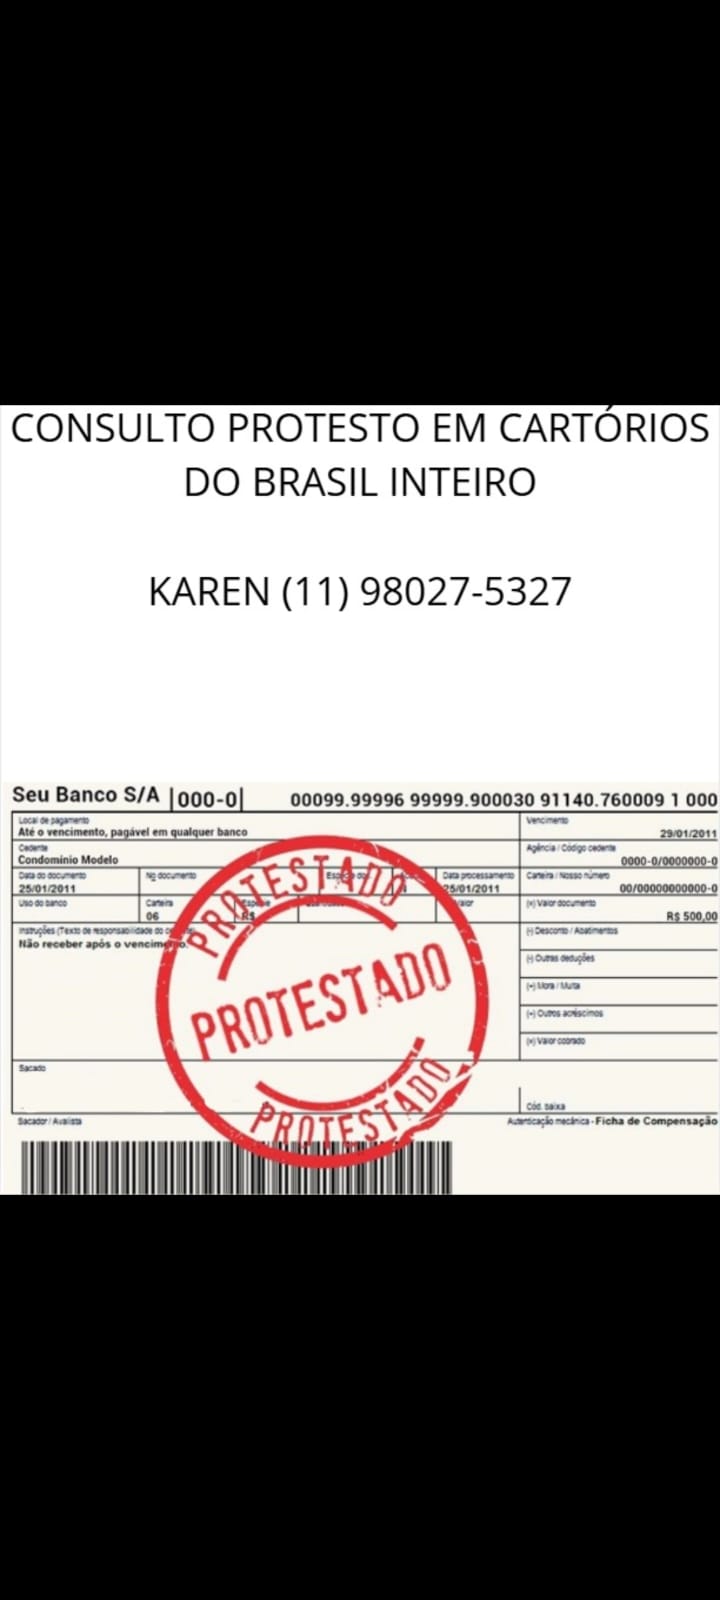 CONSULTO PROTESTO EM CARTÓRIOS
DO BRASIL INTEIRO
KAREN (11) 98027-5327
Seu Banco S/A |000-0| 00099.99996 99999.900030 91140.760009 1 000
Local de pagamento
Até o vencimento, pagável em qualquer banco
Vencimento
29/01/2011
Cedente
Condomínio Modelo
Agência / Código cedente
0000-0/0000000-0
Data do documento
25/01/2011
No documento
Data processamento
25/01/2011
Carteira / Nosso número
00/00000000000-0
Uso do banco
Carteira
06
Espécie
R$
Valor
(=) Valor documento
R$ 500,00
Instruções (Texto de responsabilidade do
Não receber após o vencimento.
(-) Desconto / Abatimentos
(-) Outras deduções
(+) Mora / Multa
(+) Outros acréscimos
(=) Valor cobrado
PROTESTADO
PROTESTADO
PROTESTADO
Sacado
Cód. baixa
Sacador / Avalista
Autenticação mecânica - Ficha de Compensação